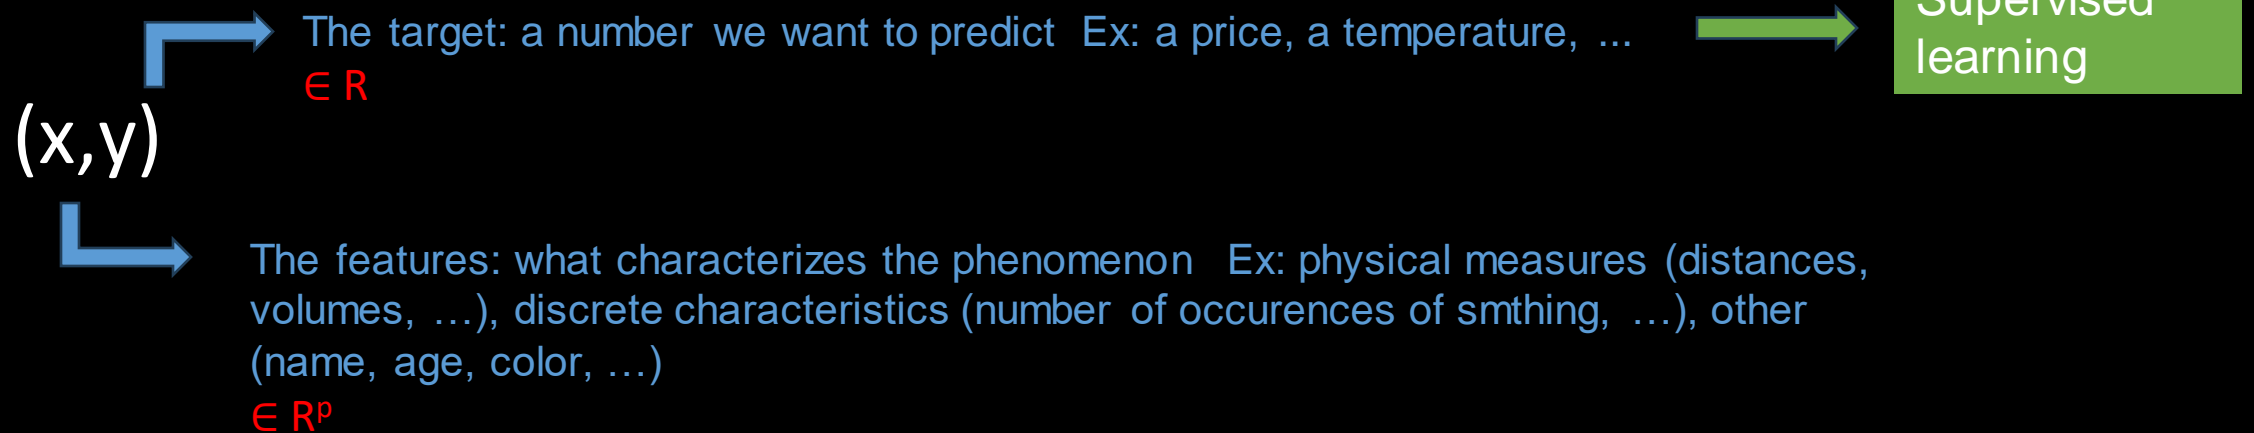 The target: a number we want to predict Ex: a price, a temperature, ...
∈ R
Supervised
learning
(x,y)
The features: what characterizes the phenomenon Ex: physical measures (distances,
volumes, …), discrete characteristics (number of occurences of smthing, …), other
(name, age, color, …)
∈ Rᵖ